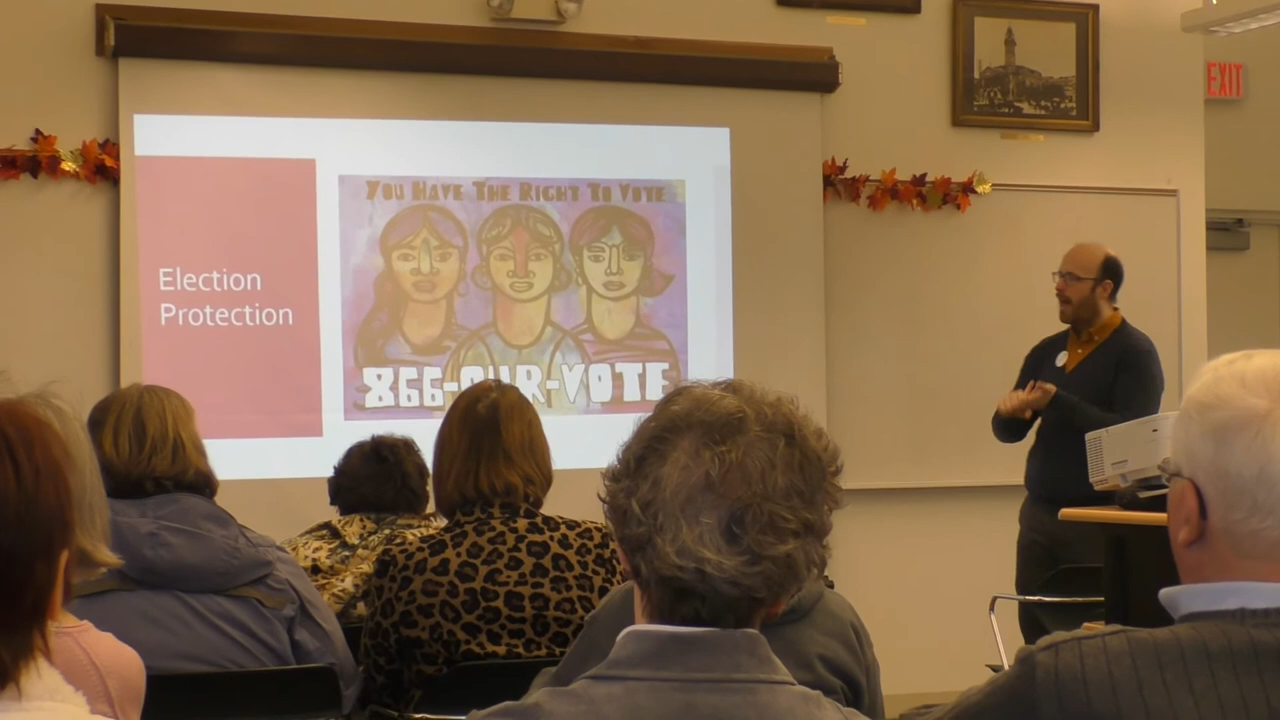 EXIT
YOU HAVE THE RIGHT TO VOTE
Election
Protection
866-OUR-VOTE